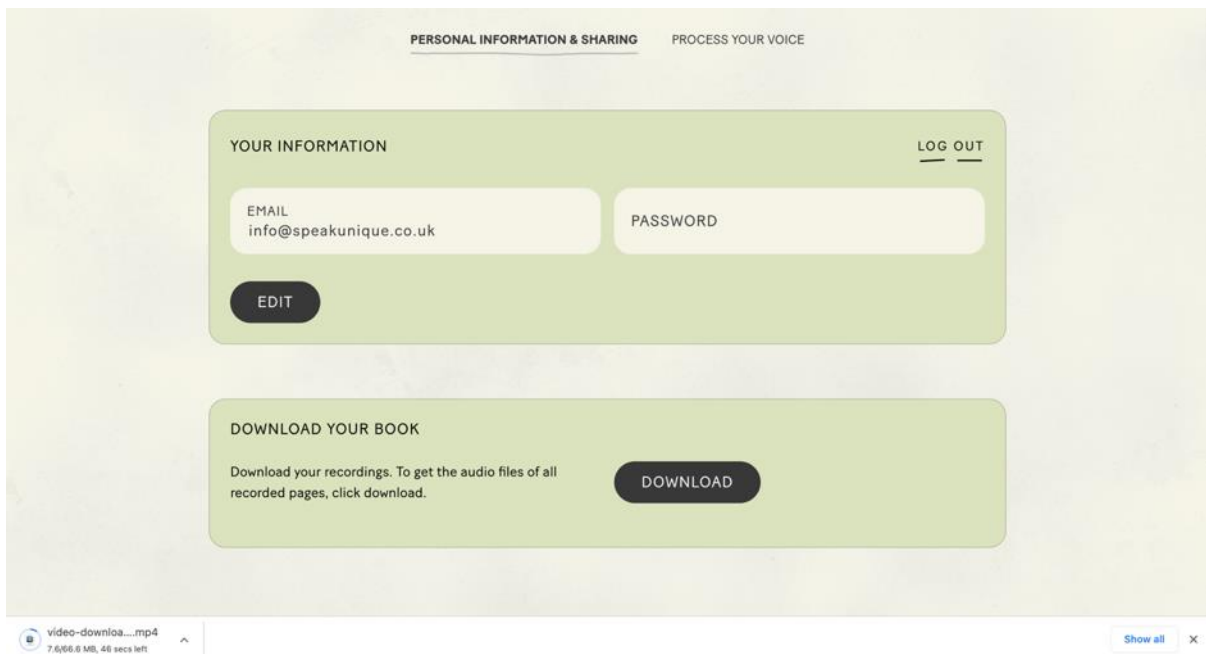 PERSONAL INFORMATION & SHARING PROCESS YOUR VOICE
YOUR INFORMATION LOG OUT
EMAIL
info@speakunique.co.uk
PASSWORD
EDIT
DOWNLOAD YOUR BOOK
Download your recordings. To get the audio files of all
recorded pages, click download.
DOWNLOAD
video-downloa....mp4
7.6/66.6 MB, 46 secs left
Show all